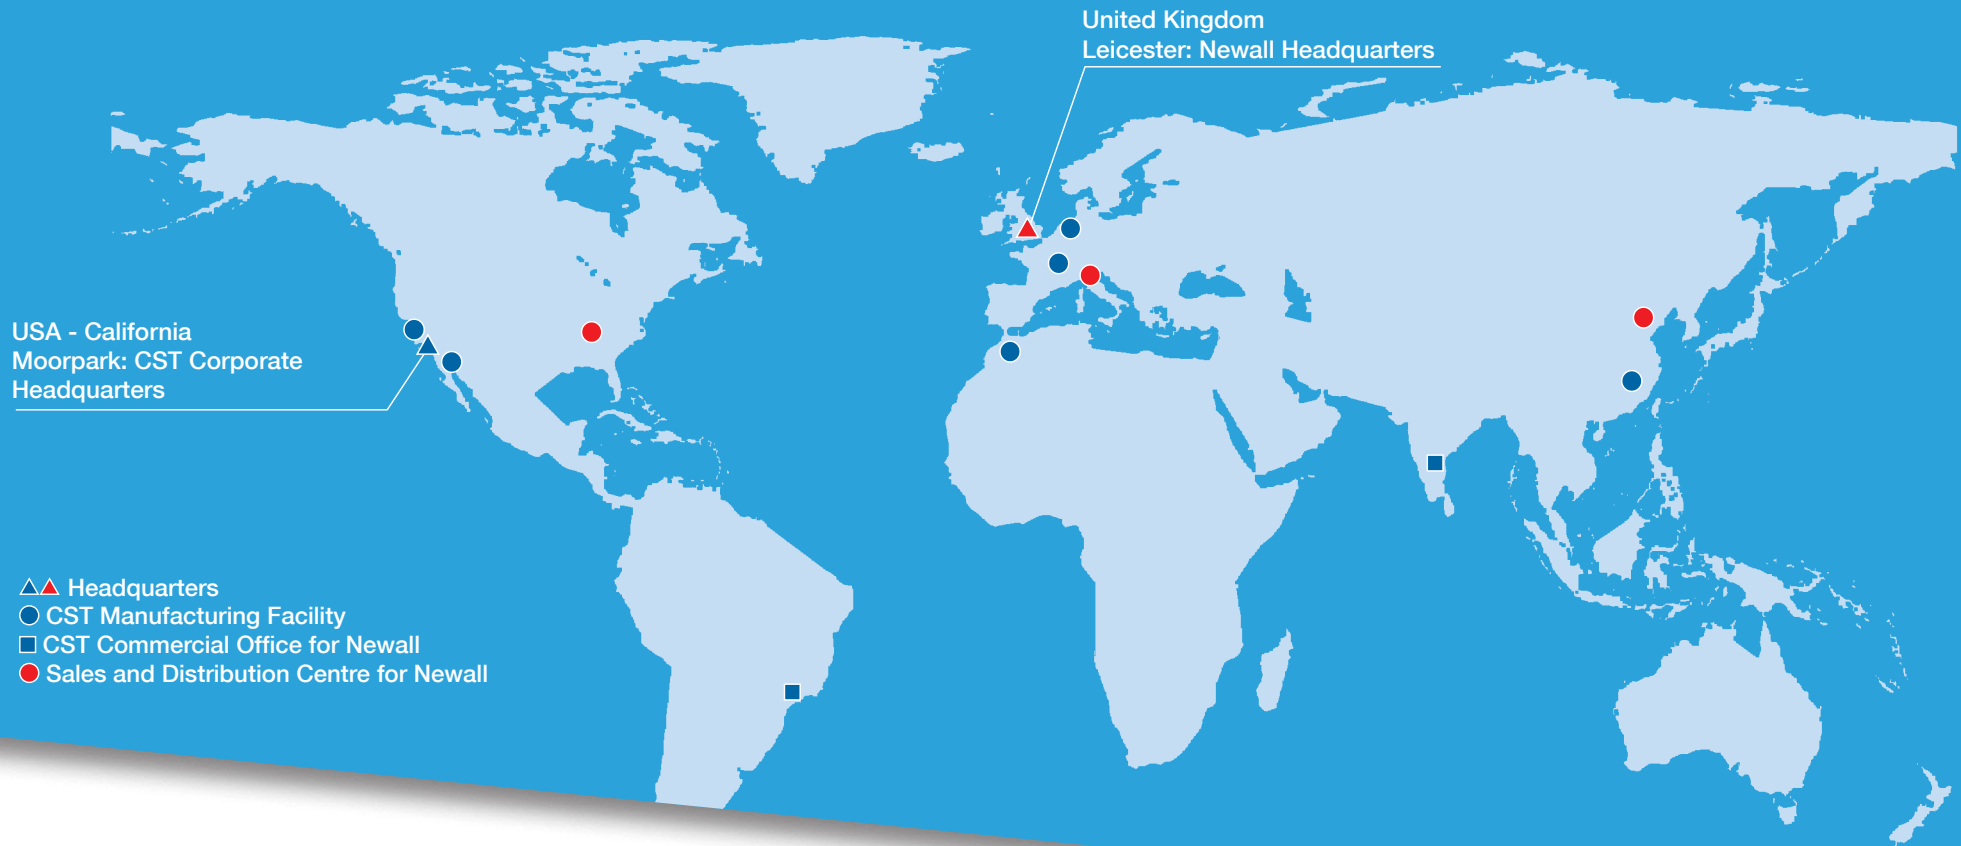 United Kingdom
Leicester: Newall Headquarters
USA - California
Moorpark: CST Corporate
Headquarters
Headquarters
CST Manufacturing Facility
CST Commercial Office for Newall
Sales and Distribution Centre for Newall